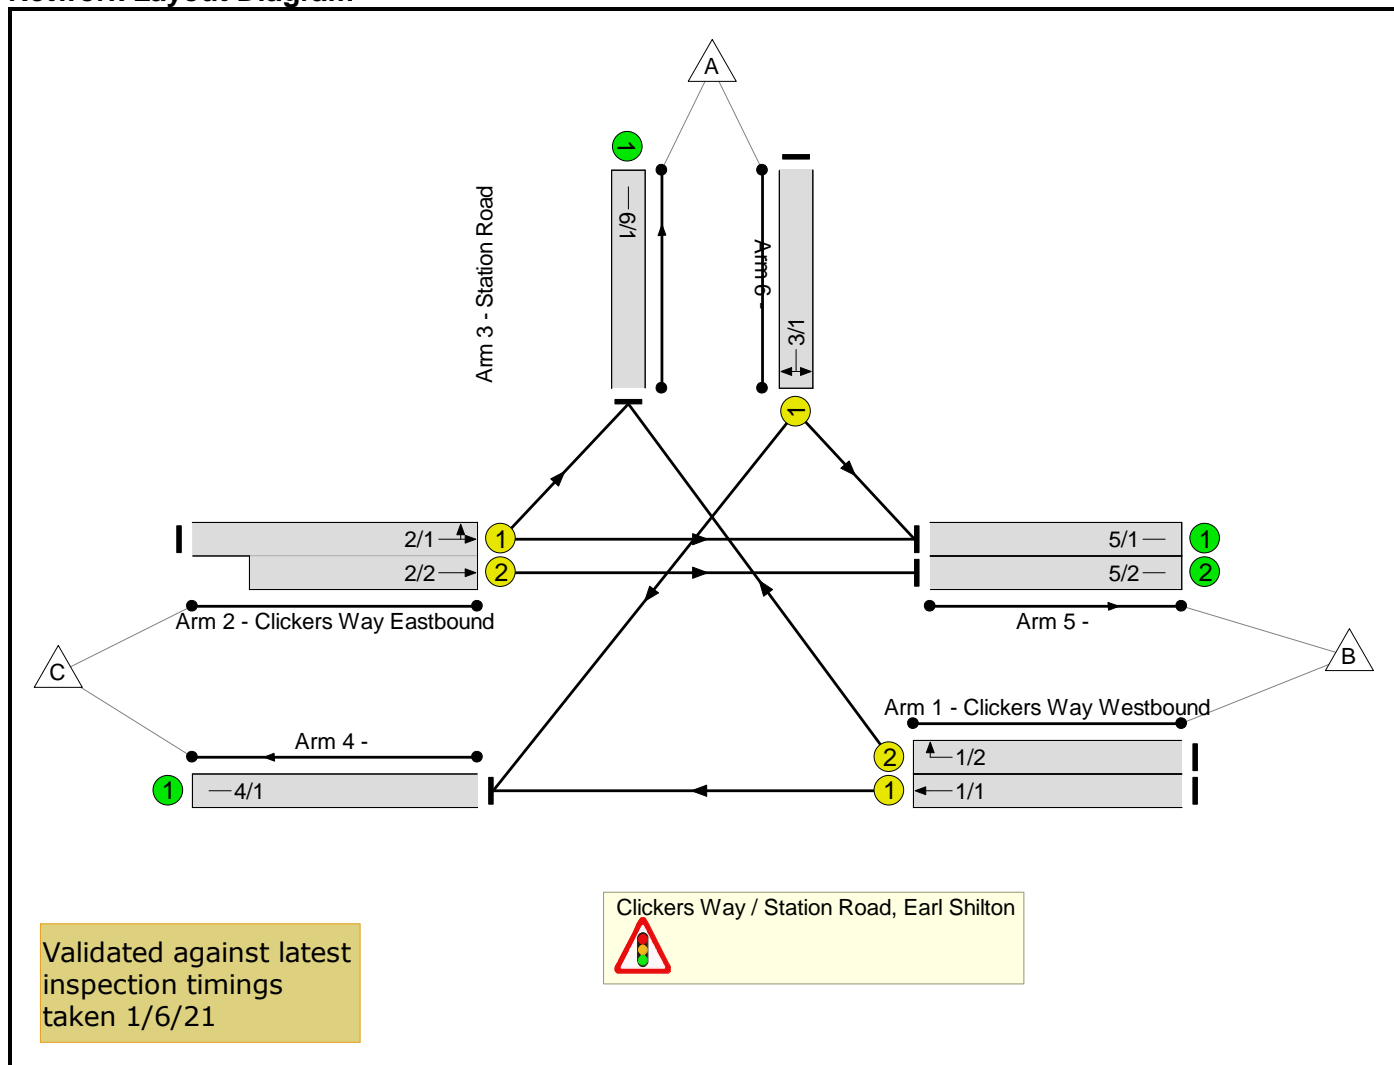 Network Layout Diagram
A
1
6/1
Arm 3 - Station Road
Arm 6 -
3/1
1
2/1
1
2/2
2
5/1
1
5/2
2
Arm 2 - Clickers Way Eastbound
Arm 5 -
C
B
Arm 1 - Clickers Way Westbound
Arm 4 -
2
1/2
1
4/1
1
1/1
Clickers Way / Station Road, Earl Shilton
Validated against latest
inspection timings
taken 1/6/21